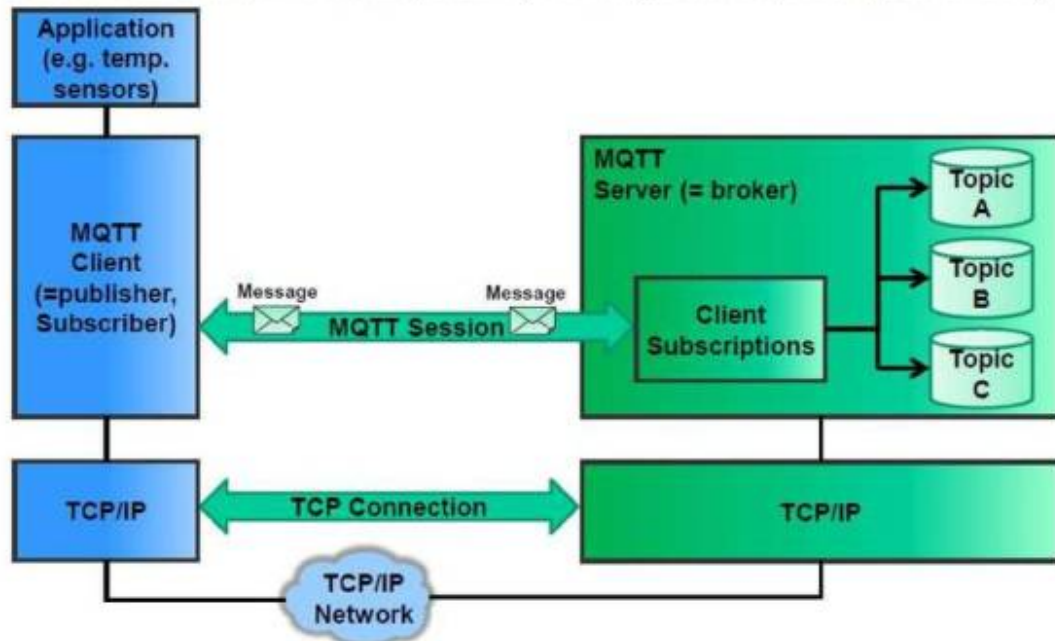 Application
(e.g. temp.
sensors)
MQTT
Client
(=publisher,
Subscriber)
Message
Message
MQTT Session
MQTT
Server (= broker)
Client
Subscriptions
Topic
A
Topic
B
Topic
C
TCP/IP
TCP Connection
TCP/IP
TCP/IP
Network